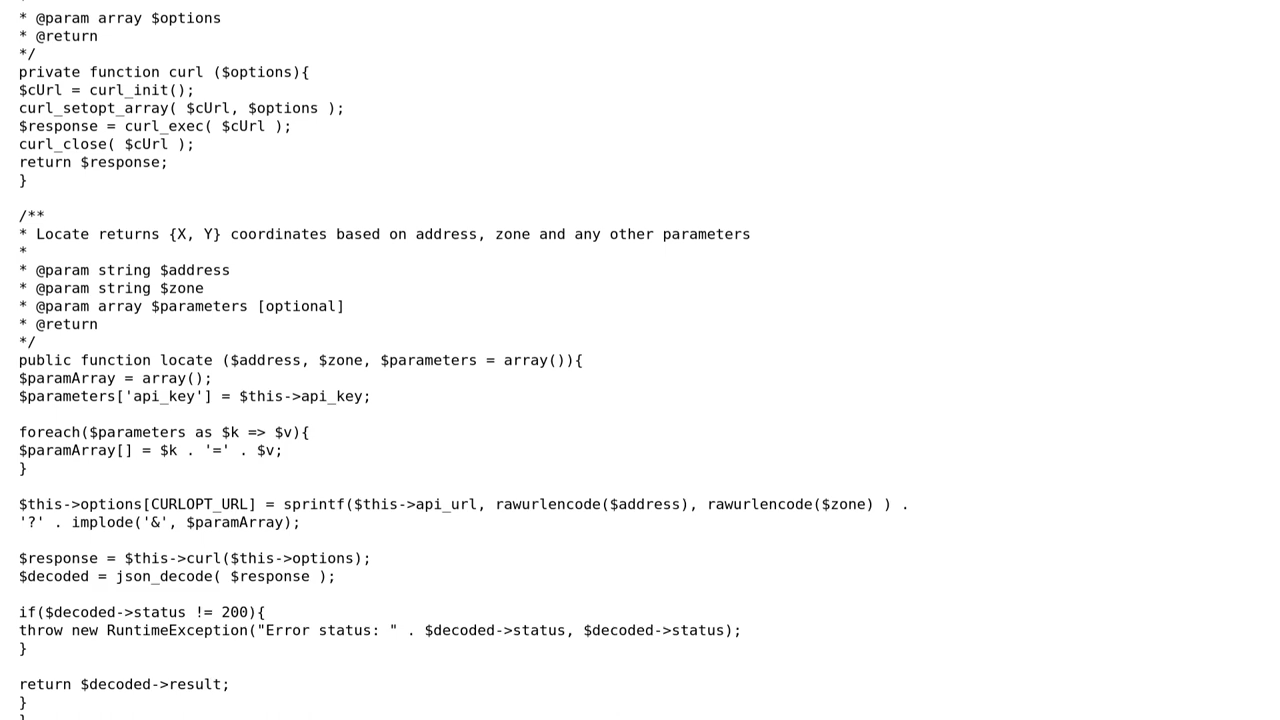 * @param array $options
* @return
*/
private function curl ($options){
$cUrl = curl_init();
curl_setopt_array( $cUrl, $options );
$response = curl_exec( $cUrl );
curl_close( $cUrl );
return $response;
}

/**
* Locate returns {X, Y} coordinates based on address, zone and any other parameters
*
* @param string $address
* @param string $zone
* @param array $parameters [optional]
* @return
*/
public function locate ($address, $zone, $parameters = array()){
$paramArray = array();
$parameters['api_key'] = $this->api_key;

foreach($parameters as $k => $v){
$paramArray[] = $k . '=' . $v;
}

$this->options[CURLOPT_URL] = sprintf($this->api_url, rawurlencode($address), rawurlencode($zone) ) .
'?' . implode('&', $paramArray);

$response = $this->curl($this->options);
$decoded = json_decode( $response );

if($decoded->status != 200){
throw new RuntimeException("Error status: " . $decoded->status, $decoded->status);
}

return $decoded->result;
}
}